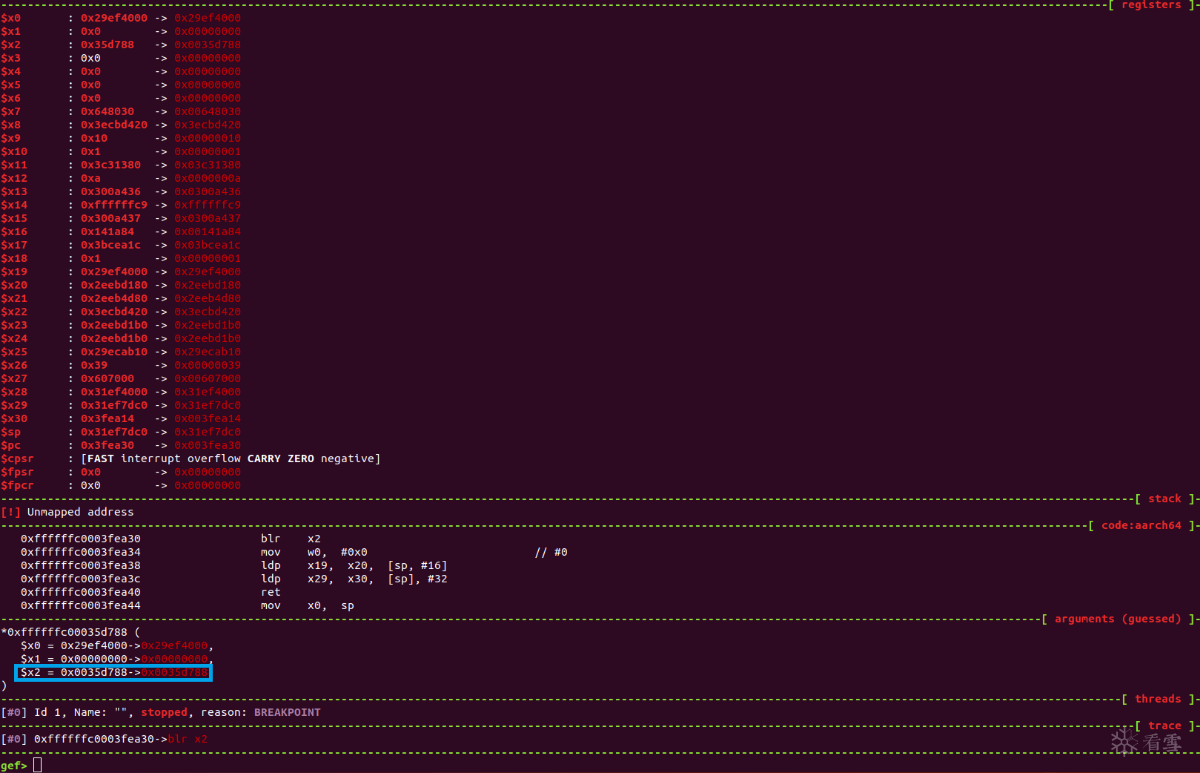 [ registers ]
$x0 : 0x29ef4000 -> 0x29ef4000
$x1 : 0x0 -> 0x00000000
$x2 : 0x35d788 -> 0x0035d788
$x3 : 0x0 -> 0x00000000
$x4 : 0x0 -> 0x00000000
$x5 : 0x0 -> 0x00000000
$x6 : 0x0 -> 0x00000000
$x7 : 0x648030 -> 0x00648030
$x8 : 0x3ecbd420 -> 0x3ecbd420
$x9 : 0x10 -> 0x00000010
$x10 : 0x1 -> 0x00000001
$x11 : 0x3c31380 -> 0x03c31380
$x12 : 0xa -> 0x0000000a
$x13 : 0x300a436 -> 0x0300a436
$x14 : 0xffffffc9 -> 0xffffffc9
$x15 : 0x300a437 -> 0x0300a437
$x16 : 0x141a84 -> 0x00141a84
$x17 : 0x3bcea1c -> 0x03bcea1c
$x18 : 0x1 -> 0x00000001
$x19 : 0x29ef4000 -> 0x29ef4000
$x20 : 0x2eebd180 -> 0x2eebd180
$x21 : 0x2eeb4d80 -> 0x2eeb4d80
$x22 : 0x3ecbd420 -> 0x3ecbd420
$x23 : 0x2eebd1b0 -> 0x2eebd1b0
$x24 : 0x2eebd1b0 -> 0x2eebd1b0
$x25 : 0x29ecab10 -> 0x29ecab10
$x26 : 0x39 -> 0x00000039
$x27 : 0x607000 -> 0x00607000
$x28 : 0x31ef4000 -> 0x31ef4000
$x29 : 0x31ef7dc0 -> 0x31ef7dc0
$x30 : 0x3fea14 -> 0x003fea14
$sp : 0x31ef7dc0 -> 0x31ef7dc0
$pc : 0x3fea30 -> 0x003fea30
$cpsr : [FAST interrupt overflow CARRY ZERO negative]
$fpsr : 0x0 -> 0x00000000
$fpcr : 0x0 -> 0x00000000
[ stack ]
[!] Unmapped address
[ code:aarch64 ]
0xffffffc0003fea30 blr x2
0xffffffc0003fea34 mov w0, #0x0 // #0
0xffffffc0003fea38 ldp x19, x20, [sp, #16]
0xffffffc0003fea3c ldp x29, x30, [sp], #32
0xffffffc0003fea40 ret
0xffffffc0003fea44 mov x0, sp
[ arguments (guessed) ]
*0xffffffc00035d788 (
$x0 = 0x29ef4000->0x29ef4000,
$x1 = 0x00000000->0x00000000,
$x2 = 0x0035d788->0x0035d788
)
[ threads ]
[#0] Id 1, Name: "", stopped, reason: BREAKPOINT
[ trace ]
[#0] 0xffffffc0003fea30->blr x2
看雪
gef>